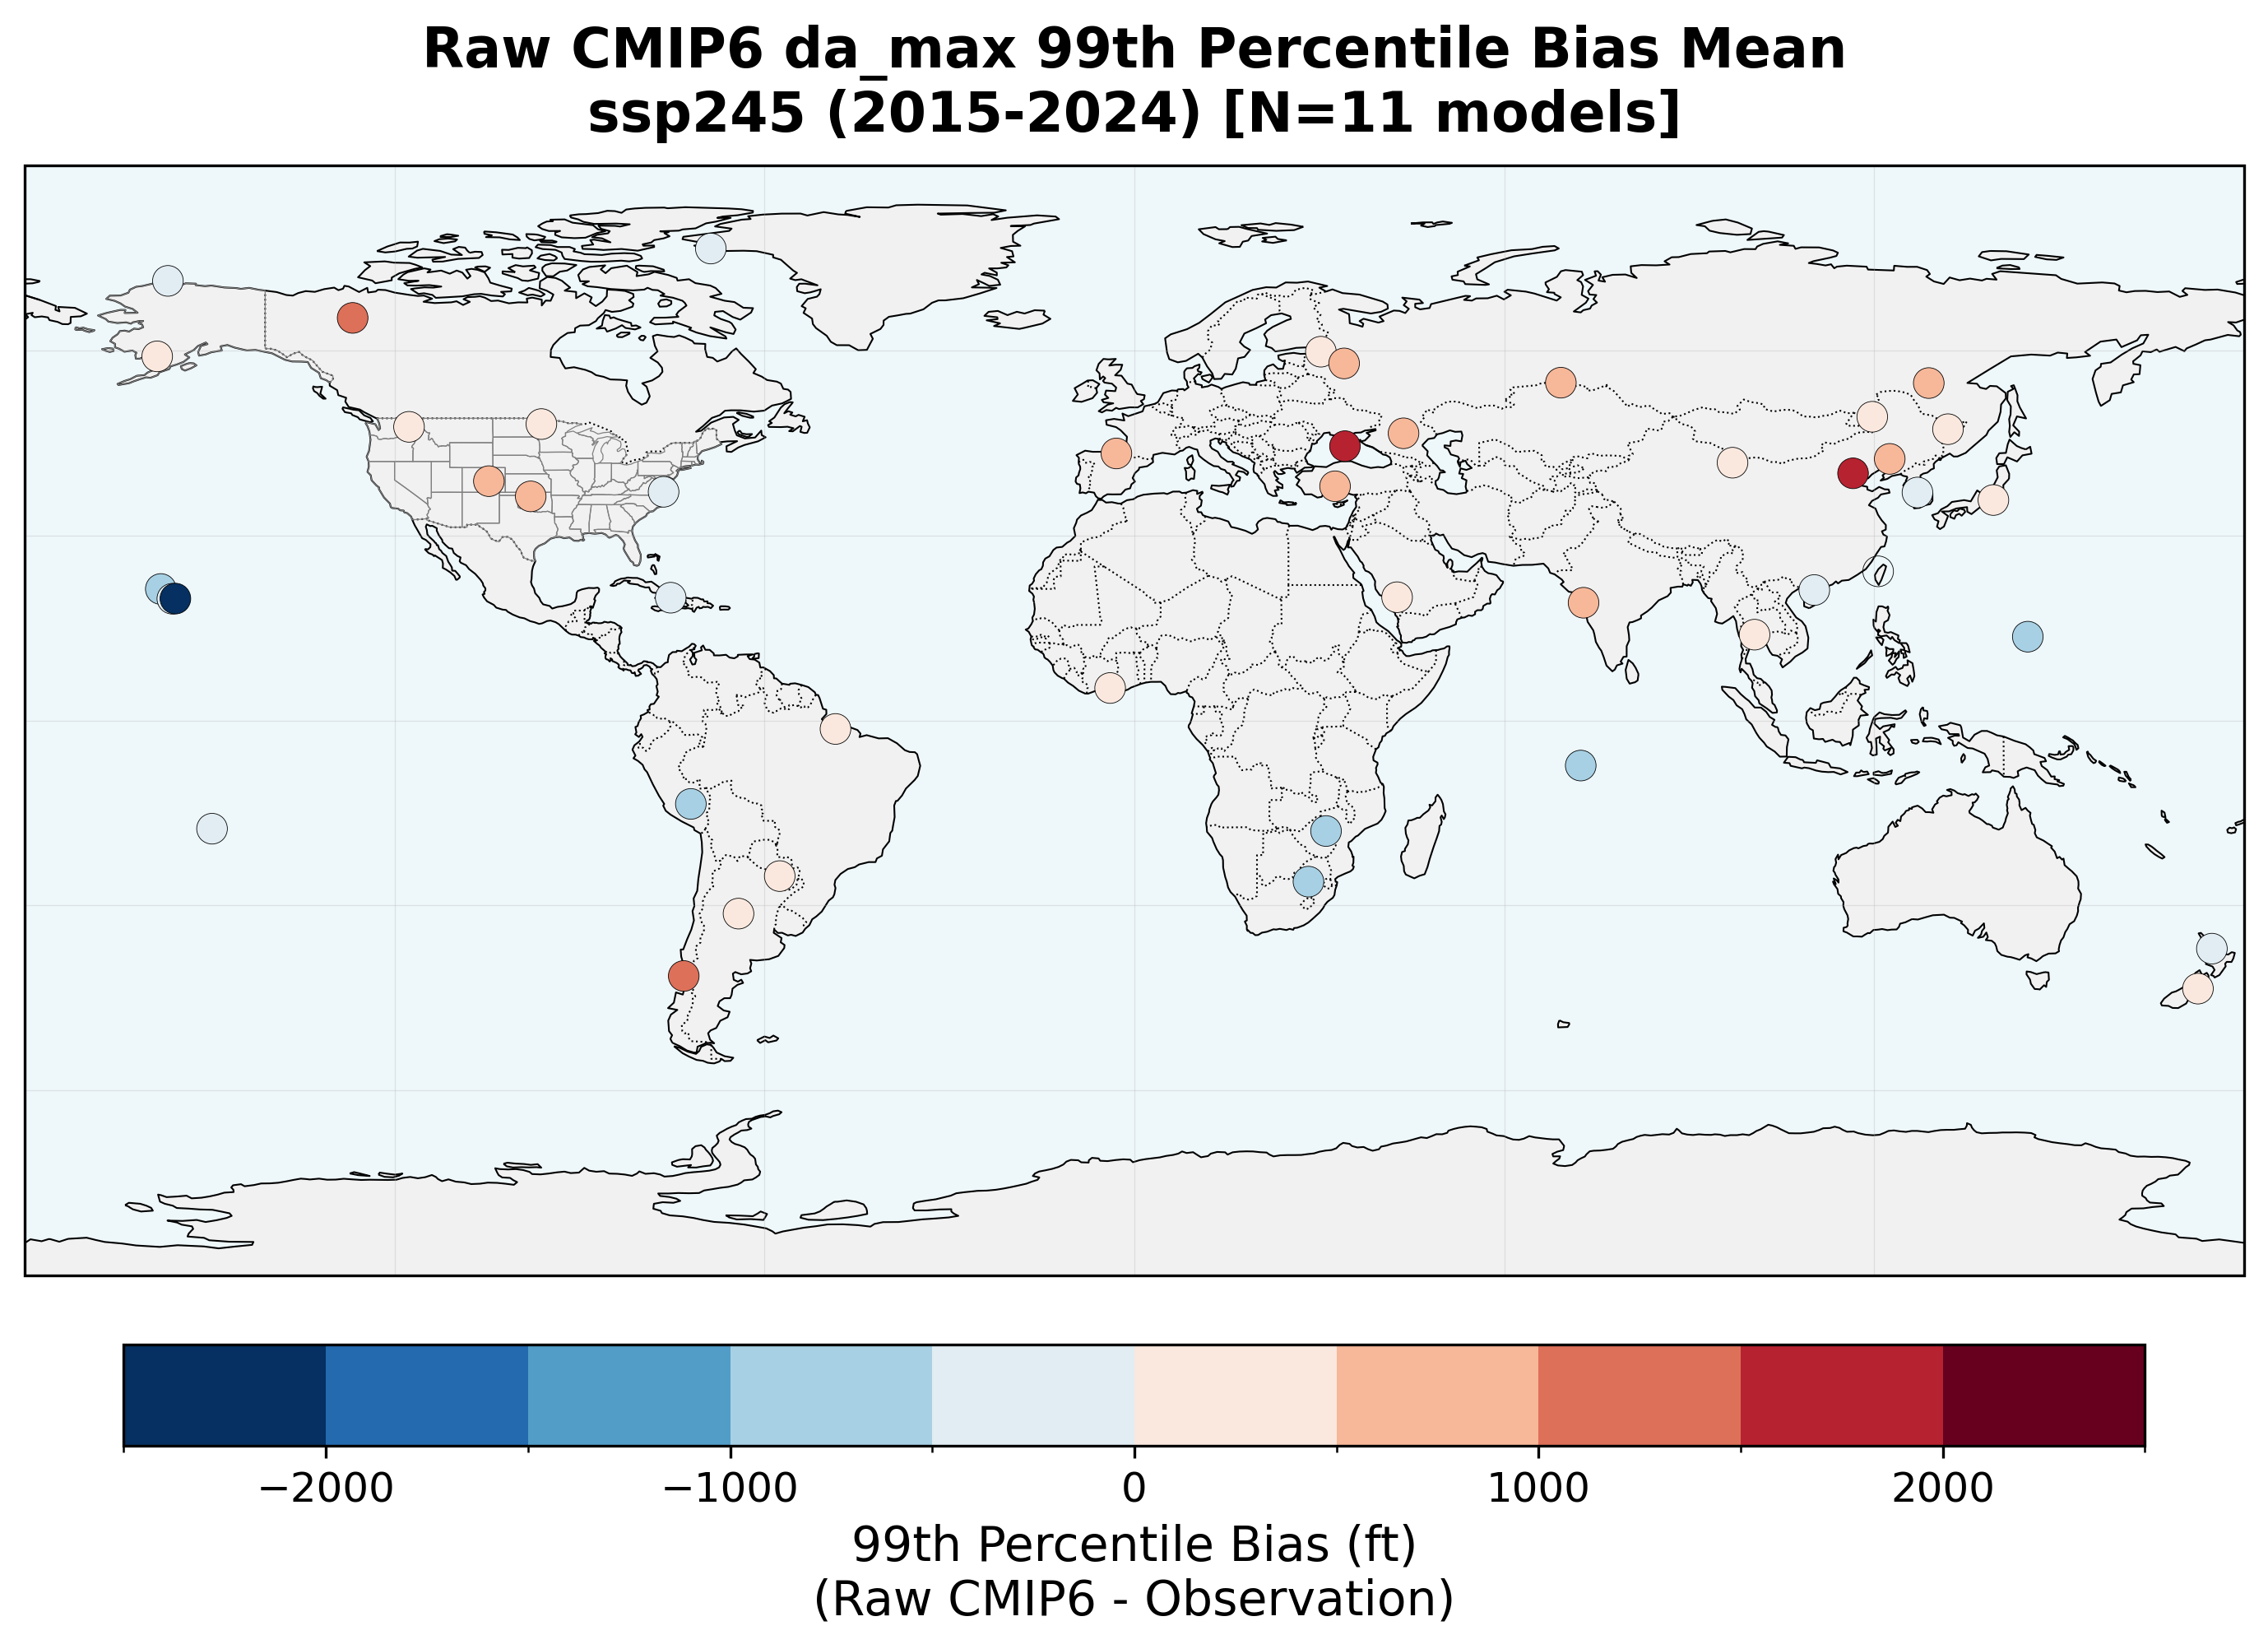 Raw CMIP6 da_max 99th Percentile Bias Mean
ssp245 (2015-2024) [N=11 models]
−2000 −1000 0 1000 2000
99th Percentile Bias (ft)
(Raw CMIP6 - Observation)